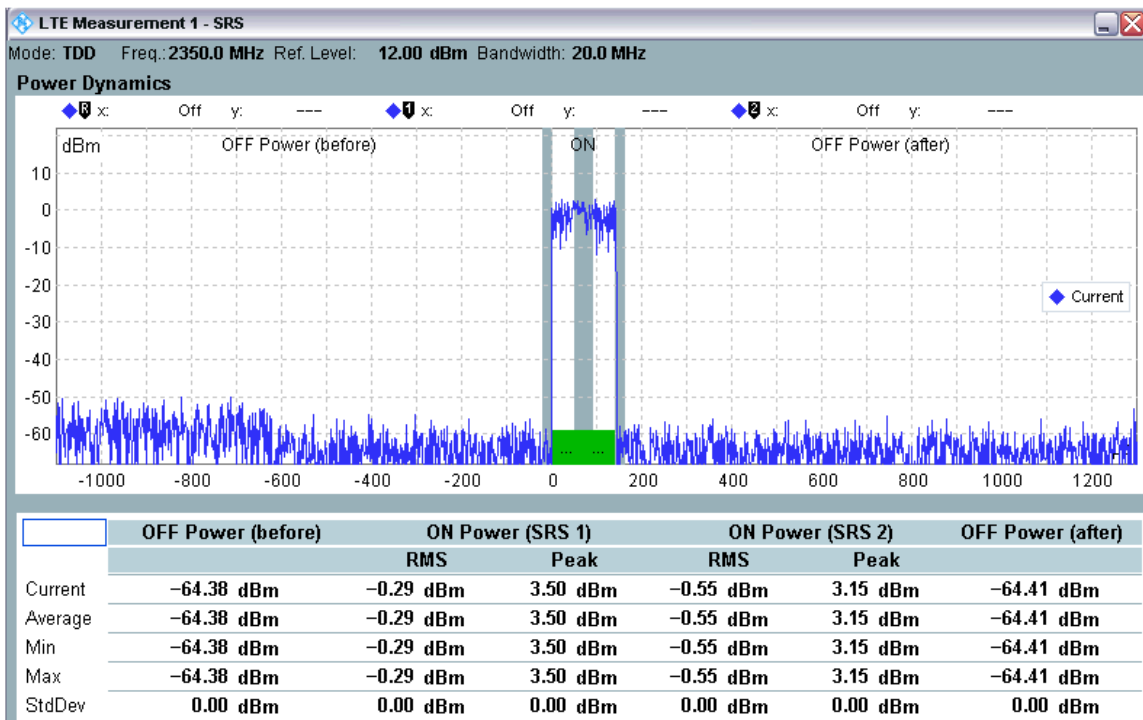 LTE Measurement 1 - SRS
Mode: TDD Freq.: 2350.0 MHz Ref. Level: 12.00 dBm Bandwidth: 20.0 MHz
Power Dynamics
R x: Off y: --- 1 x: Off y: --- 2 x: Off y: ---
dBm OFF Power (before) ON OFF Power (after)
10
0
-10
-20
-30
-40
-50
-60
Current
... ...
-1000 -800 -600 -400 -200 0 200 400 600 800 1000 1200
OFF Power (before) ON Power (SRS 1) ON Power (SRS 2) OFF Power (after)
RMS Peak RMS Peak
Current −64.38 dBm −0.29 dBm 3.50 dBm −0.55 dBm 3.15 dBm −64.41 dBm
Average −64.38 dBm −0.29 dBm 3.50 dBm −0.55 dBm 3.15 dBm −64.41 dBm
Min −64.38 dBm −0.29 dBm 3.50 dBm −0.55 dBm 3.15 dBm −64.41 dBm
Max −64.38 dBm −0.29 dBm 3.50 dBm −0.55 dBm 3.15 dBm −64.41 dBm
StdDev 0.00 dBm 0.00 dBm 0.00 dBm 0.00 dBm 0.00 dBm 0.00 dBm